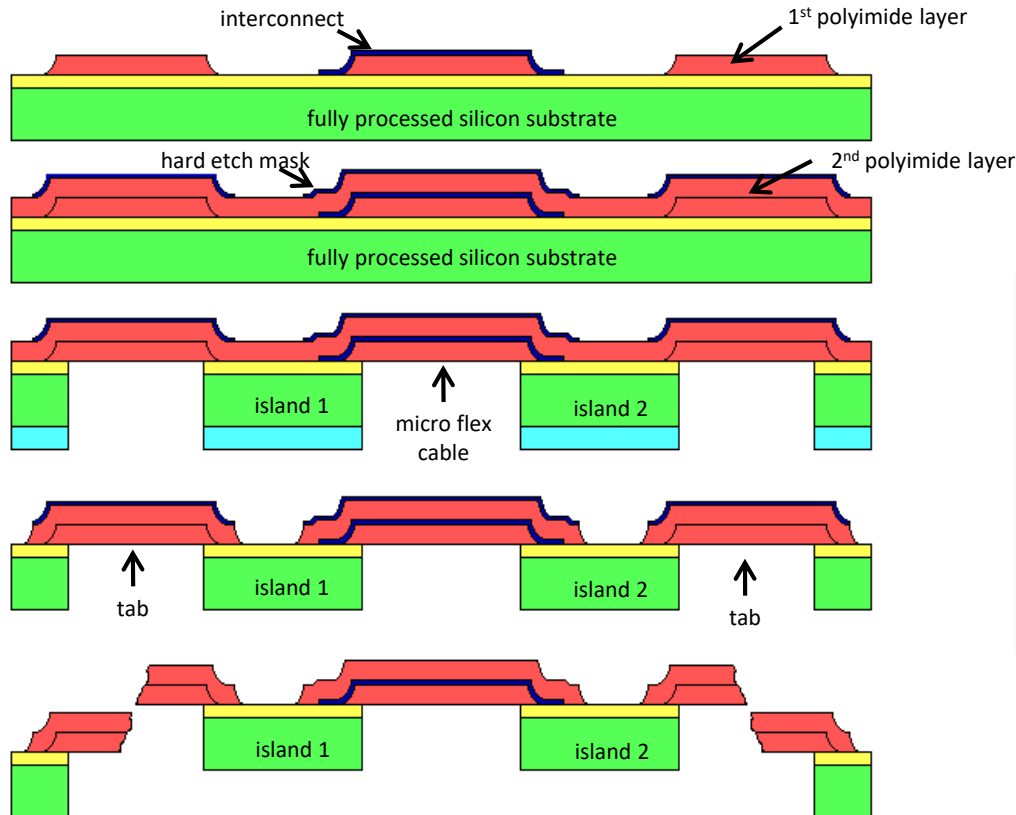 interconnect
1st polyimide layer
fully processed silicon substrate
hard etch mask
2nd polyimide layer
fully processed silicon substrate
island 1
island 2
micro flex
cable
island 1
island 2
tab
tab
island 1
island 2